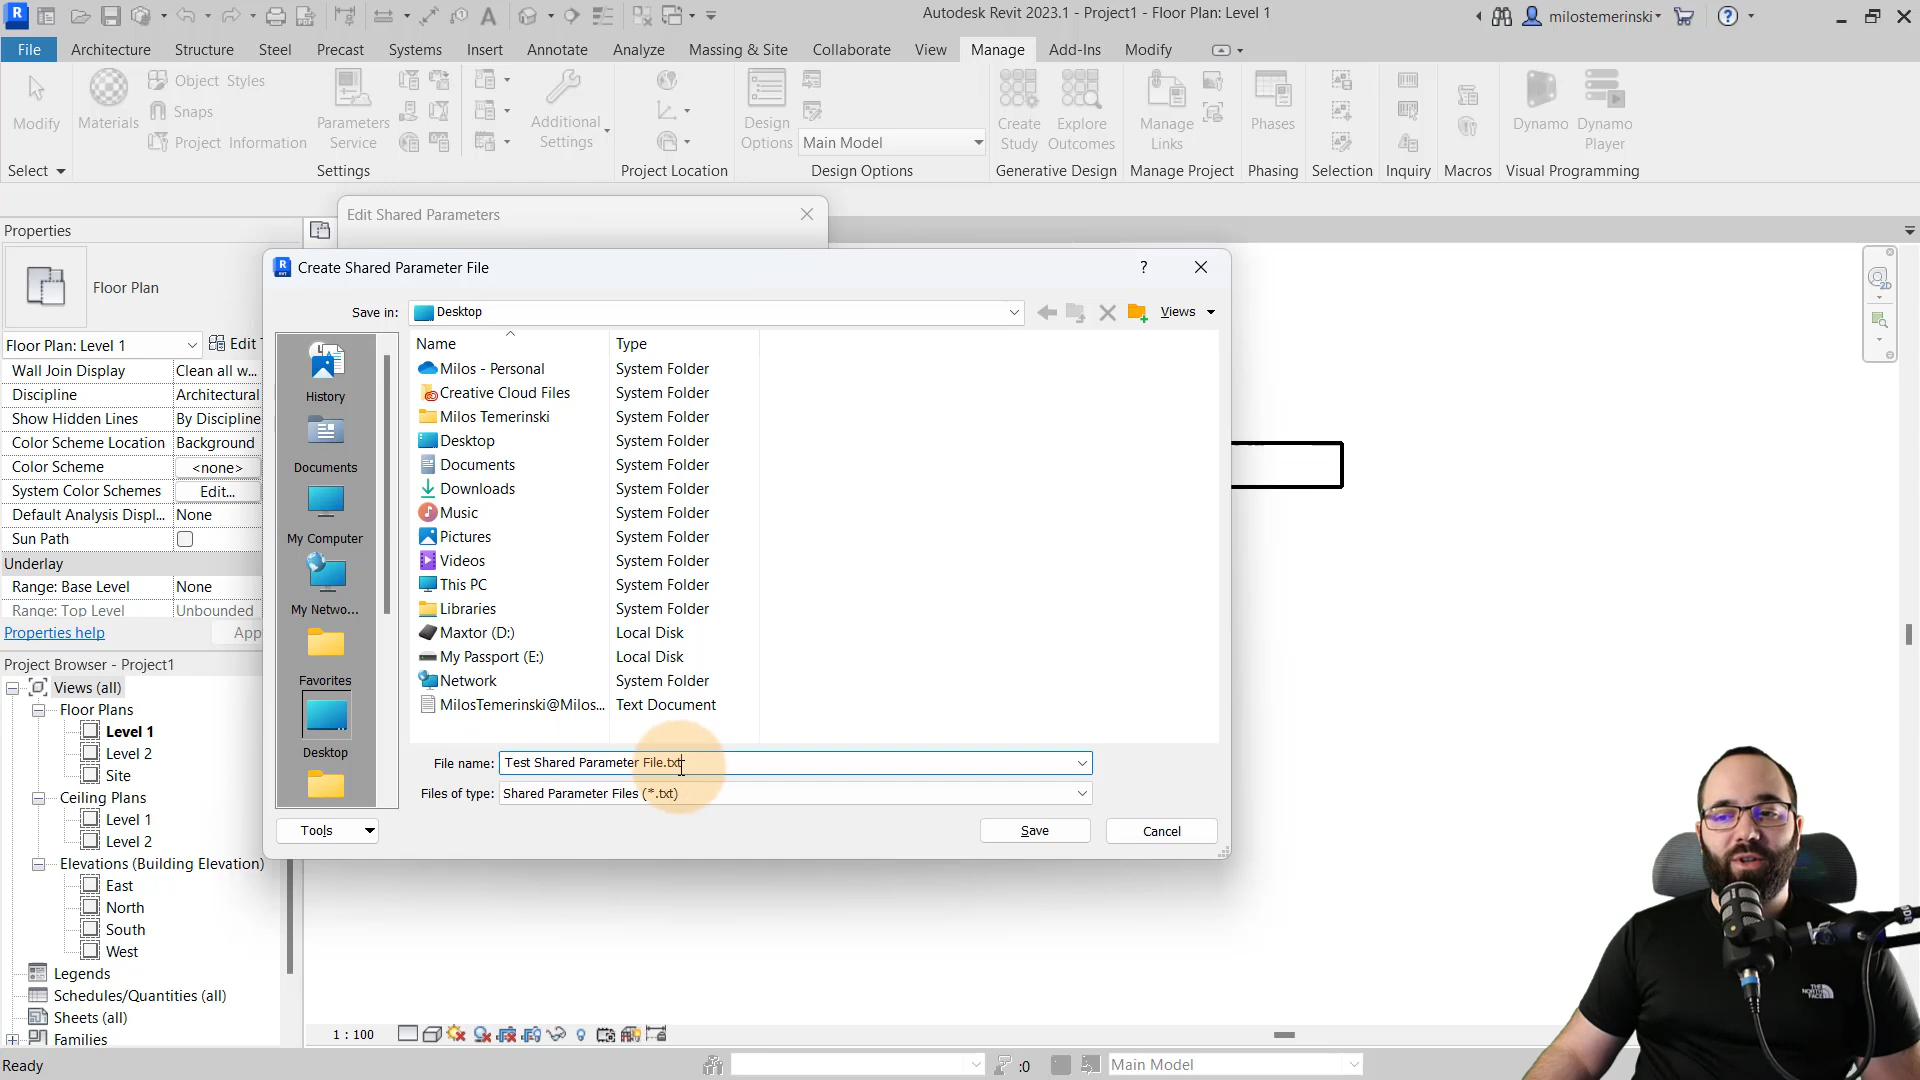 Autodesk Revit 2023.1 - Project1 - Floor Plan: Level 1
milostemerinski
File Architecture Structure Steel Precast Systems Insert Annotate Analyze Massing & Site Collaborate View Manage Add-Ins Modify
Modify
Materials
Object Styles
Snaps
Project Information
Parameters
Service
Additional
Settings
Design
Options
Main Model
Create
Study
Explore
Outcomes
Manage
Links
Phases
Dynamo
Dynamo
Player
Select Settings Project Location Design Options Generative Design Manage Project Phasing Selection Inquiry Macros Visual Programming
Properties
Floor Plan
Floor Plan: Level 1
Edit
Wall Join Display Clean all w...
Discipline Architectural
Show Hidden Lines By Discipline
Color Scheme Location Background
Color Scheme <none>
System Color Schemes Edit...
Default Analysis Displ... None
Sun Path
Underlay
Range: Base Level None
Range: Top Level Unbounded
Properties help
App
Project Browser - Project1
Views (all)
Floor Plans
Level 1
Level 2
Site
Ceiling Plans
Level 1
Level 2
Elevations (Building Elevation)
East
North
South
West
Legends
Schedules/Quantities (all)
Sheets (all)
Families
Edit Shared Parameters
Create Shared Parameter File
?
Save in: Desktop
Views
History
Documents
My Computer
My Netwo...
Favorites
Desktop
Name Type
Milos - Personal System Folder
Creative Cloud Files System Folder
Milos Temerinski System Folder
Desktop System Folder
Documents System Folder
Downloads System Folder
Music System Folder
Pictures System Folder
Videos System Folder
This PC System Folder
Libraries System Folder
Maxtor (D:) Local Disk
My Passport (E:) Local Disk
Network System Folder
MilosTemerinski@Milos... Text Document
File name: Test Shared Parameter File.txt
Files of type: Shared Parameter Files (*.txt)
Tools
Save
Cancel
2D
1 : 100
Ready
:0
Main Model
THE
NORTH
FACE